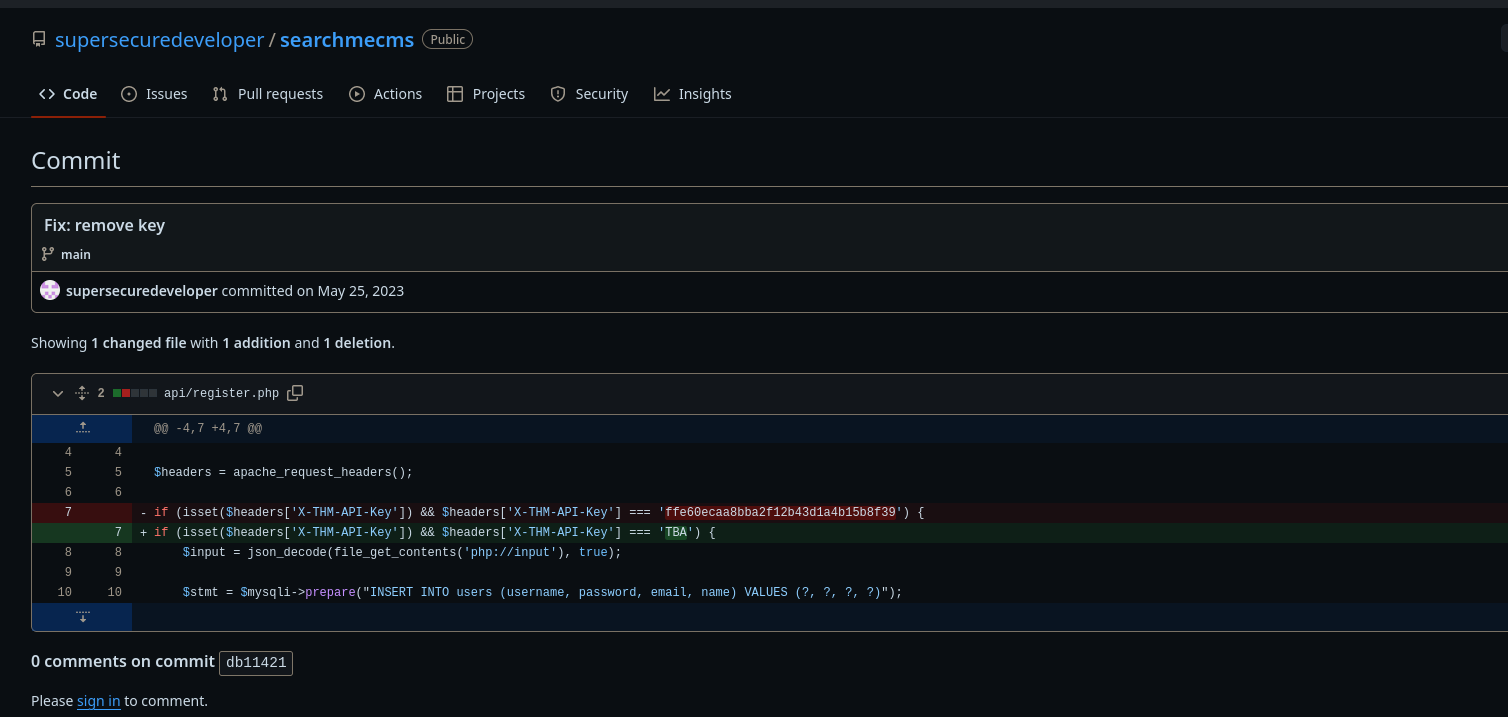 supersecuredeveloper / searchmecms Public
Code Issues Pull requests Actions Projects Security Insights
Commit
Fix: remove key
main
supersecuredeveloper committed on May 25, 2023
Showing 1 changed file with 1 addition and 1 deletion.
2 api/register.php
@@ -4,7 +4,7 @@
4 4
5 5 $headers = apache_request_headers();
6 6
7 - if (isset($headers['X-THM-API-Key']) && $headers['X-THM-API-Key'] === 'ffe60ecaa8bba2f12b43d1a4b15b8f39') {
7 + if (isset($headers['X-THM-API-Key']) && $headers['X-THM-API-Key'] === 'TBA') {
8 8 $input = json_decode(file_get_contents('php://input'), true);
9 9
10 10 $stmt = $mysqli->prepare("INSERT INTO users (username, password, email, name) VALUES (?, ?, ?, ?)");
0 comments on commit db11421
Please sign in to comment.